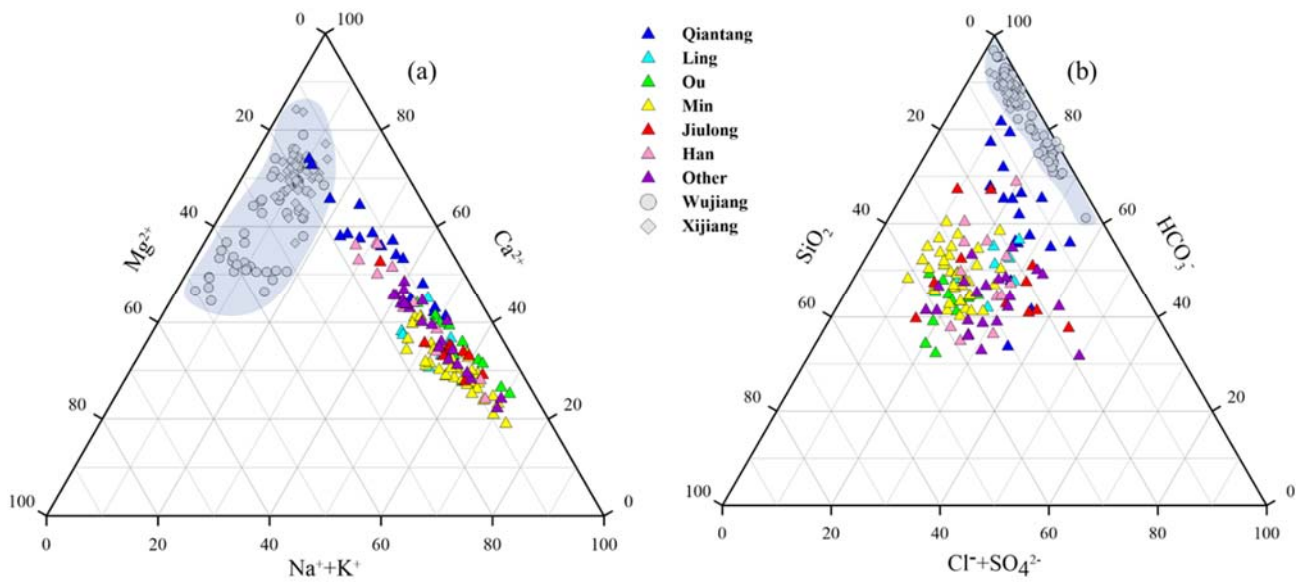 0 100
(a)
20 80
Mg²⁺
40 60
Ca²⁺
60 40
80 20
100 0
0 20 40 60 80 100
Na⁺+K⁺
Qiantang
Ling
Ou
Min
Jiulong
Han
Other
Wujiang
Xijiang
0 100
(b)
20 80
SiO₂
40 60
HCO₃⁻
60 40
80 20
100 0
0 20 40 60 80 100
Cl⁻+SO₄²⁻